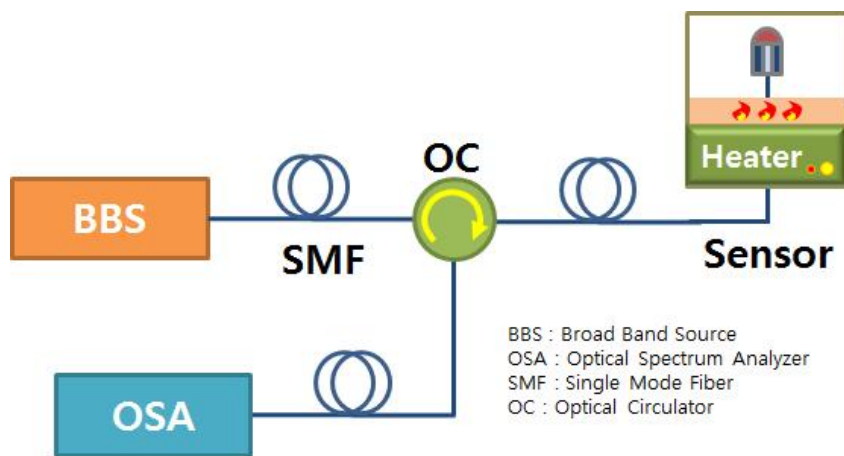 Heater
OC
BBS
SMF
Sensor
BBS : Broad Band Source
OSA : Optical Spectrum Analyzer
SMF : Single Mode Fiber
OC : Optical Circulator
OSA